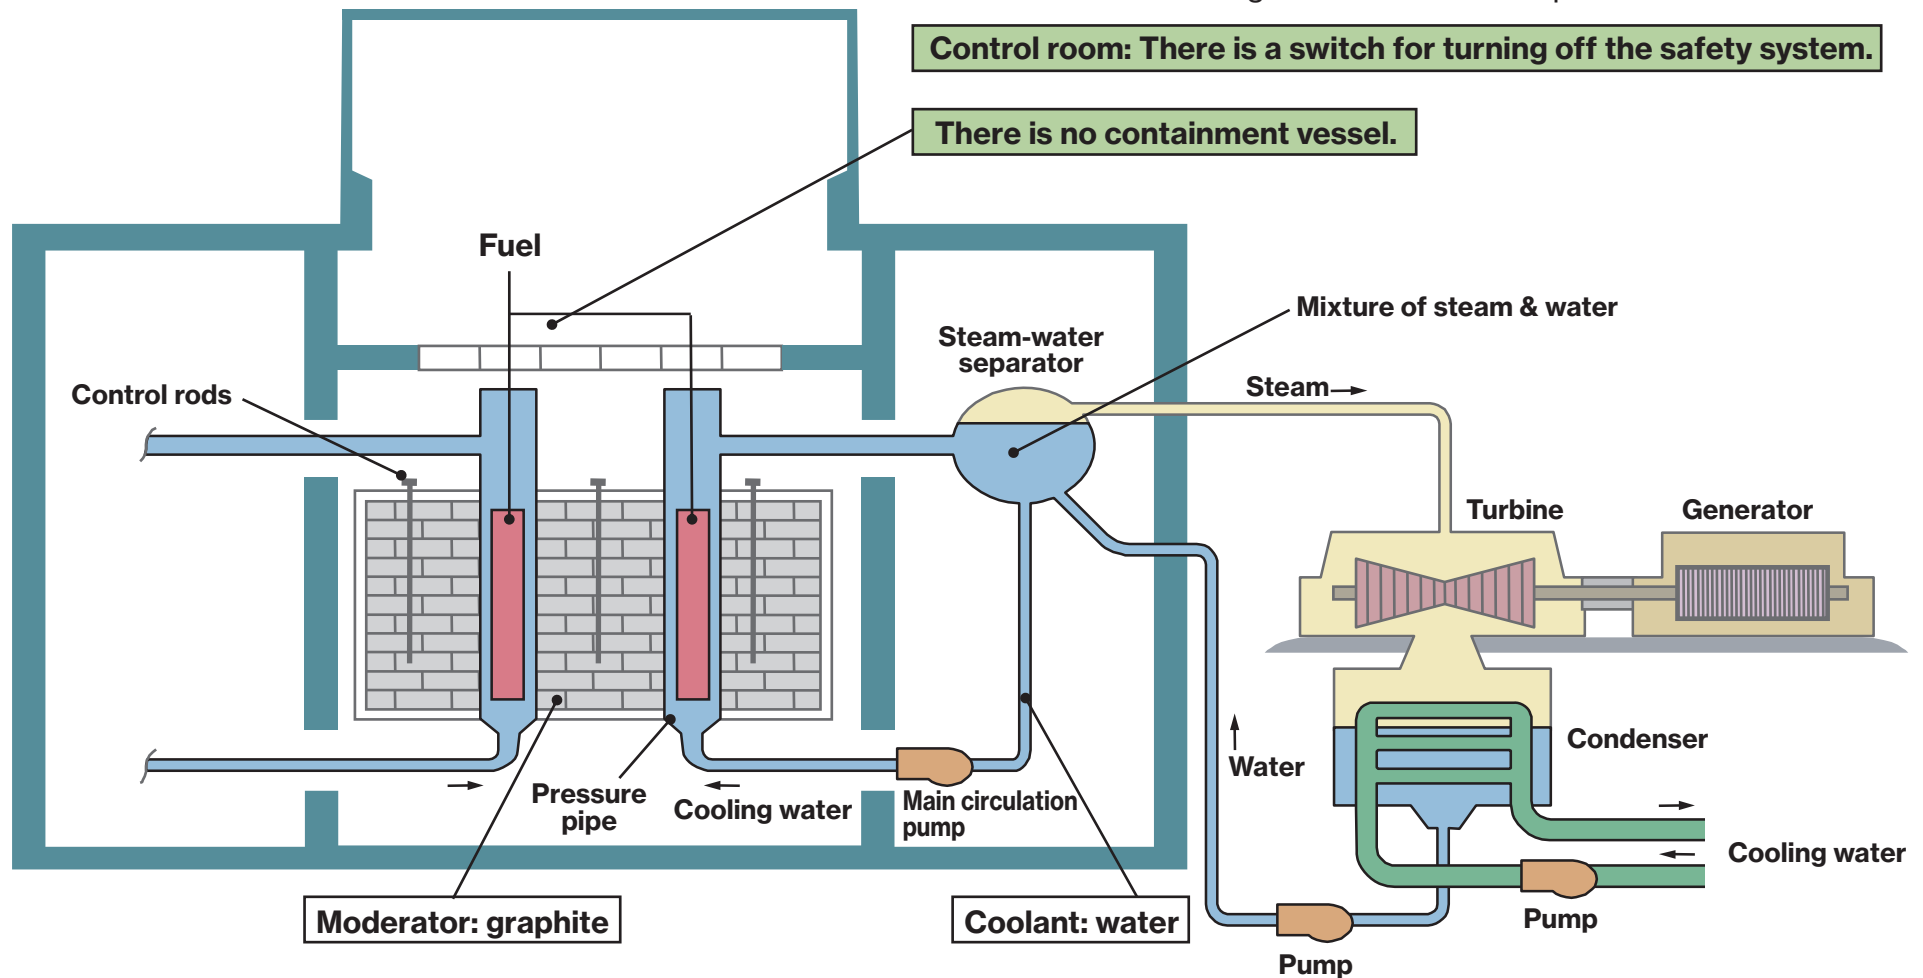 Control room: There is a switch for turning off the safety system.
There is no containment vessel.
Fuel
Mixture of steam & water
Steam-water
separator
Steam
Control rods
Turbine
Generator
Condenser
Water
Pressure
pipe
Cooling water
Main circulation
pump
Cooling water
Moderator: graphite
Coolant: water
Pump
Pump